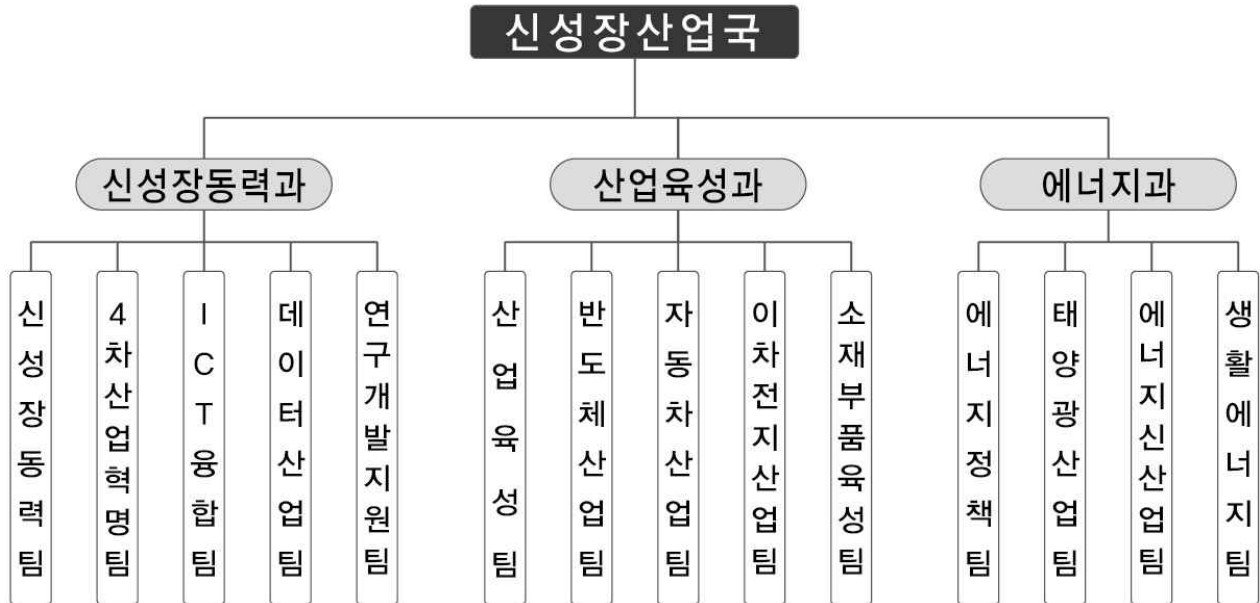 신성장산업국
신성장동력과
산업육성과
에너지과
신성장동력팀
4차산업혁명팀
ICT융합팀
데이터산업팀
연구개발지원팀
산업육성팀
반도체산업팀
자동차산업팀
이차전지산업팀
소재부품육성팀
에너지정책팀
태양광산업팀
에너지신산업팀
생활에너지팀